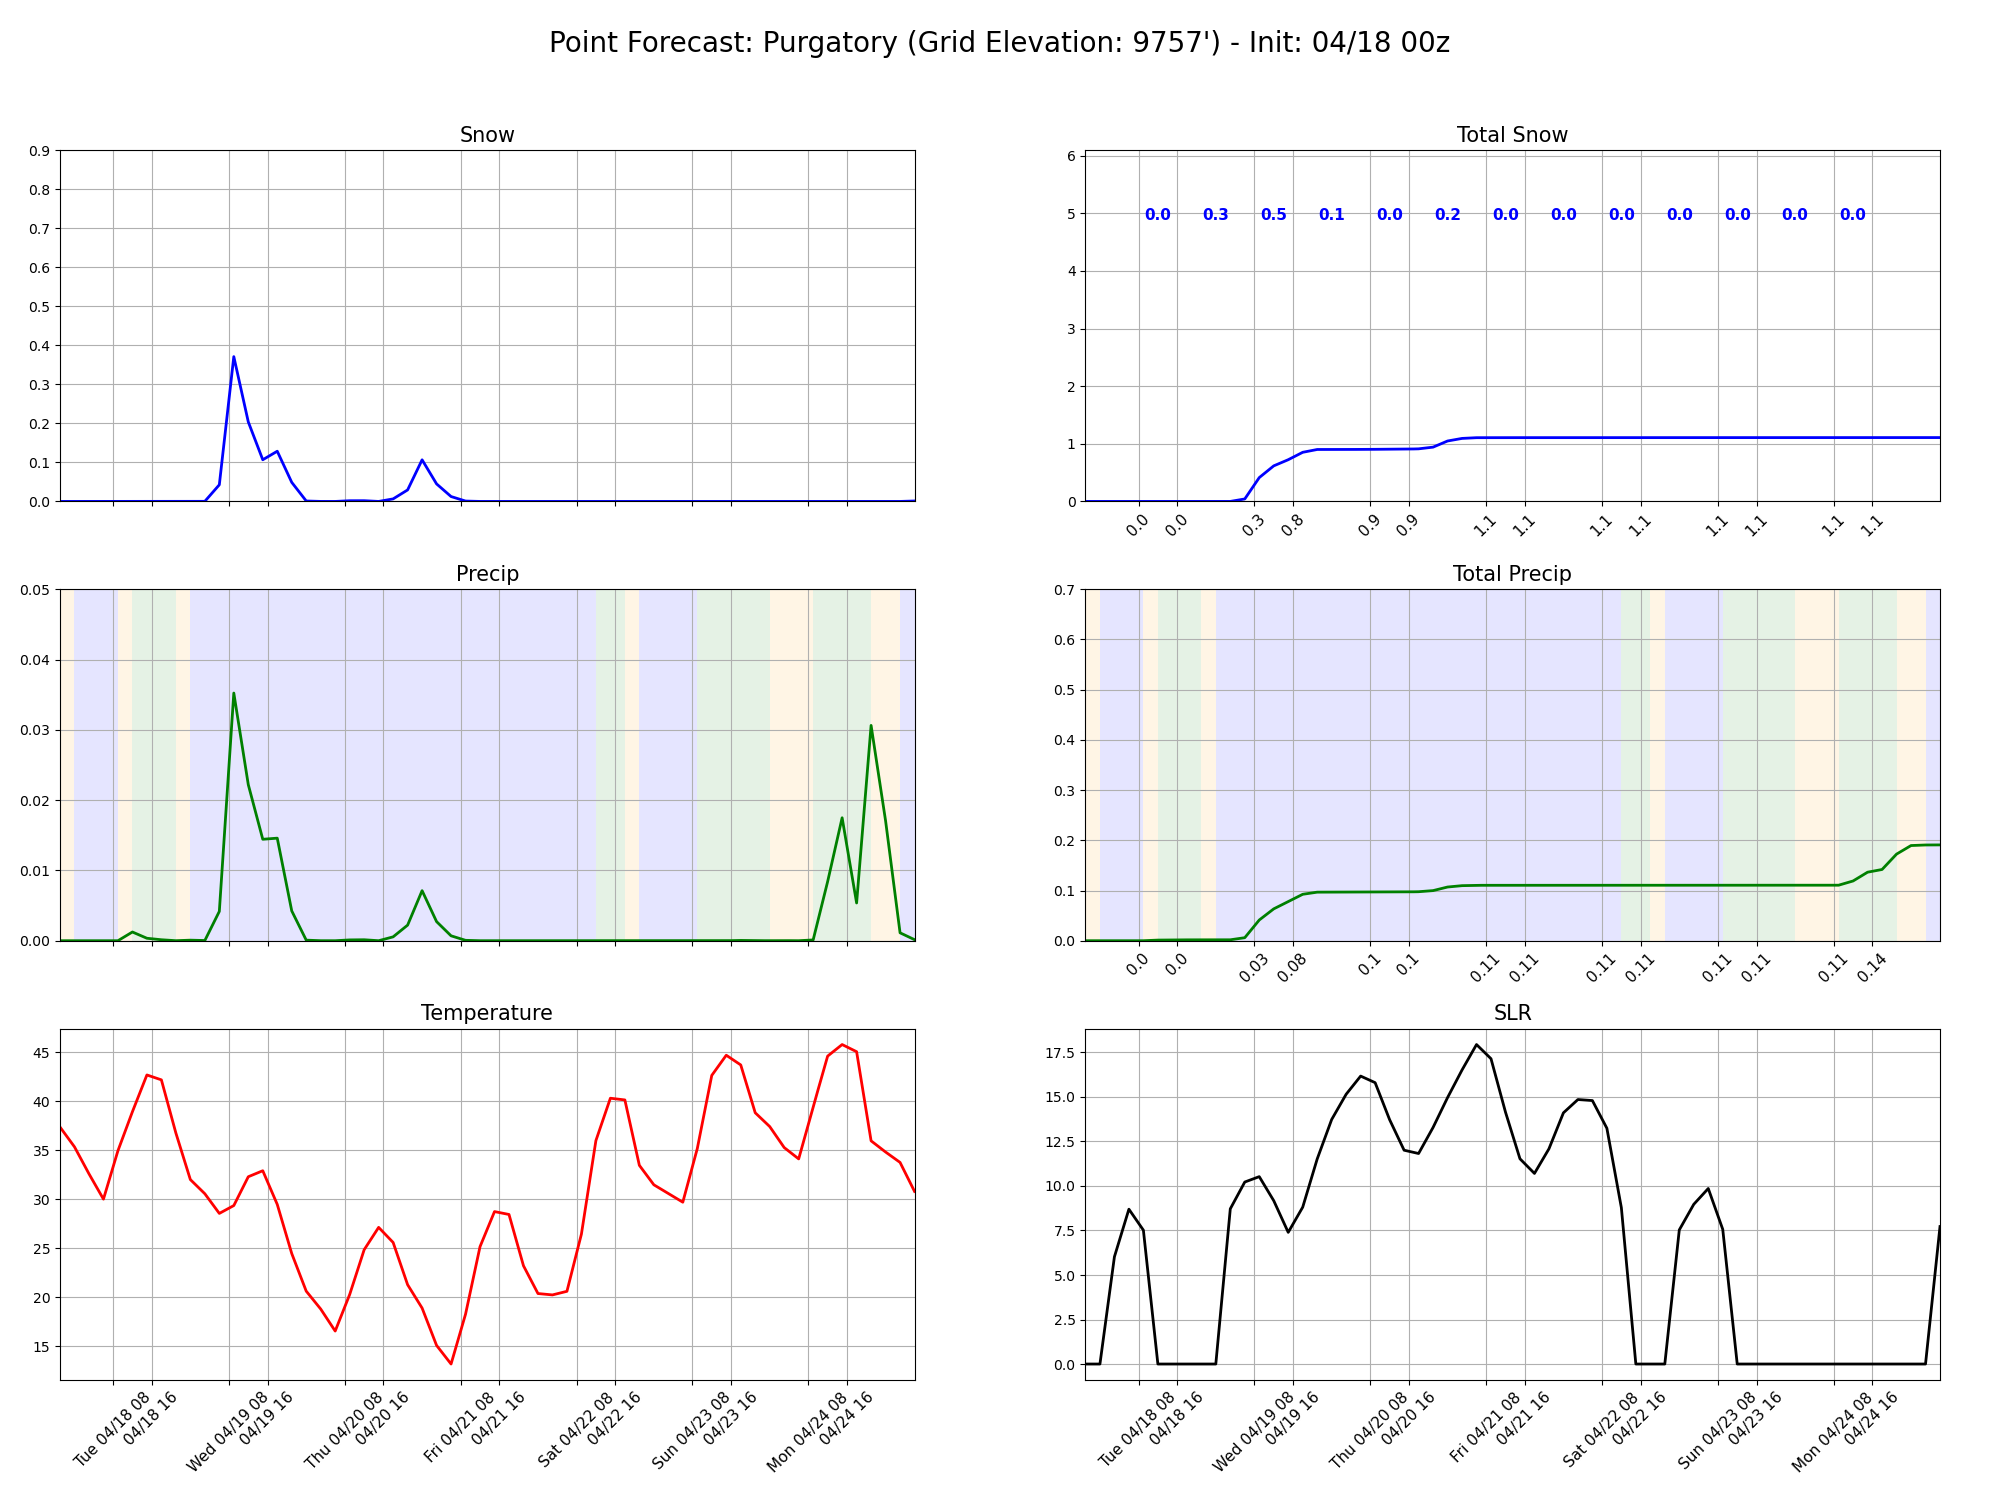 Point Forecast: Purgatory (Grid Elevation: 9757') - Init: 04/18 00z
Snow
0.9
0.8
0.7
0.6
0.5
0.4
0.3
0.2
0.1
0.0
Total Snow
6
5
4
3
2
1
0
0.0 0.3 0.5 0.1 0.0 0.2 0.0 0.0 0.0 0.0 0.0 0.0 0.0
0.0 0.0 0.3 0.8 0.9 0.9 1.1 1.1 1.1 1.1 1.1 1.1 1.1 1.1
Precip
0.05
0.04
0.03
0.02
0.01
0.00
Total Precip
0.7
0.6
0.5
0.4
0.3
0.2
0.1
0.0
0.0 0.0 0.03 0.08 0.1 0.1 0.11 0.11 0.11 0.11 0.11 0.11 0.11 0.14
Temperature
45
40
35
30
25
20
15
Tue 04/18 08
04/18 16
Wed 04/19 08
04/19 16
Thu 04/20 08
04/20 16
Fri 04/21 08
04/21 16
Sat 04/22 08
04/22 16
Sun 04/23 08
04/23 16
Mon 04/24 08
04/24 16
SLR
17.5
15.0
12.5
10.0
7.5
5.0
2.5
0.0
Tue 04/18 08
04/18 16
Wed 04/19 08
04/19 16
Thu 04/20 08
04/20 16
Fri 04/21 08
04/21 16
Sat 04/22 08
04/22 16
Sun 04/23 08
04/23 16
Mon 04/24 08
04/24 16